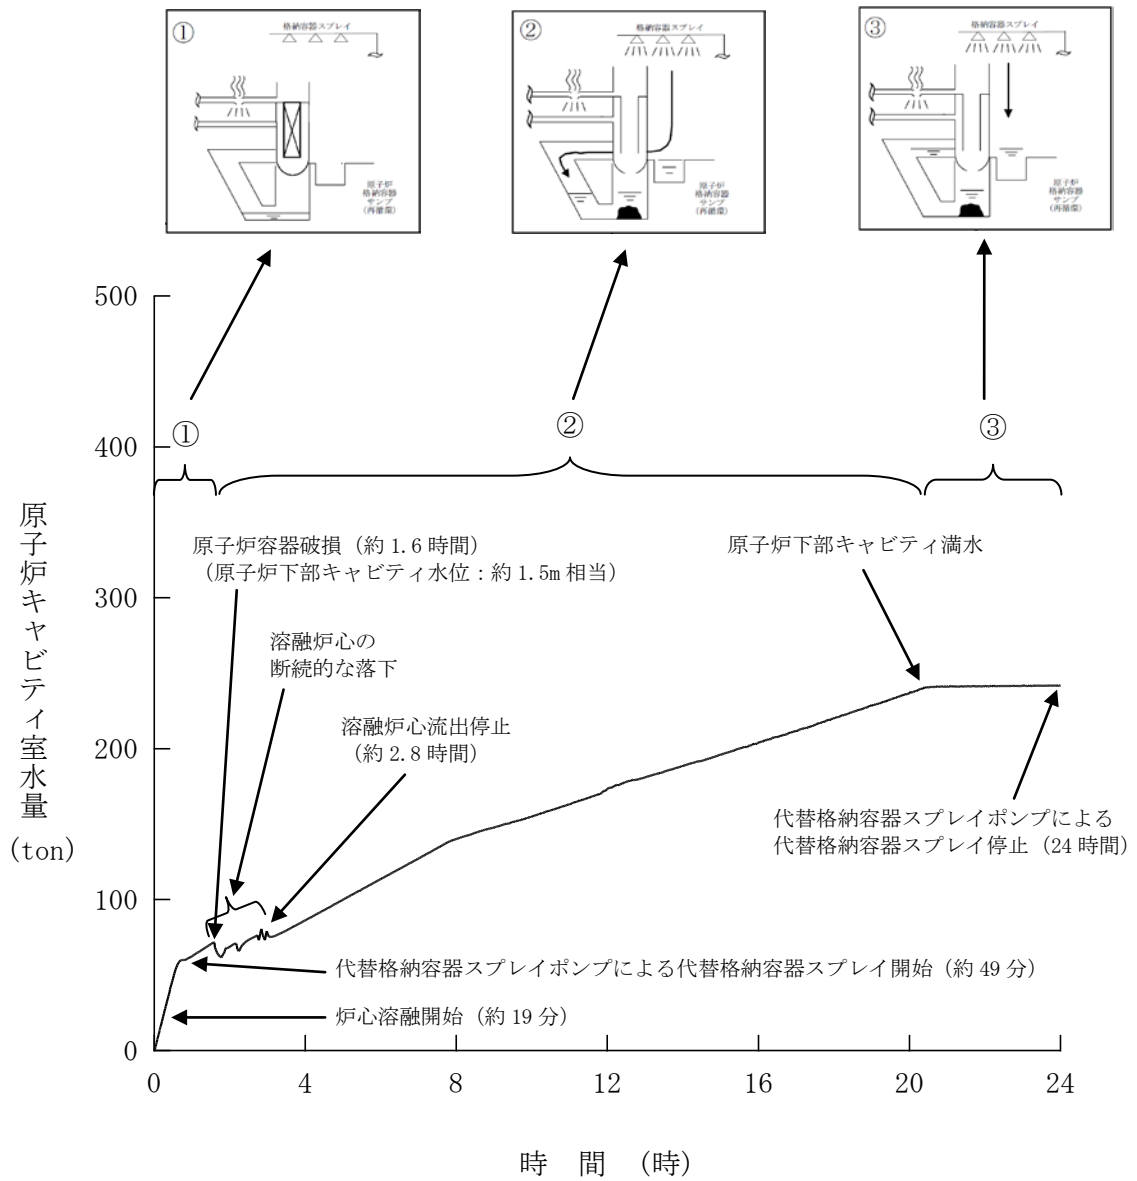 ①
格納容器スプレイ
原子炉
格納容器
サンプ
(再循環)
②
格納容器スプレイ
原子炉
格納容器
サンプ
(再循環)
③
格納容器スプレイ
原子炉
格納容器
サンプ
(再循環)
500
400
300
200
100
0
原子炉キャビティ室水量
(ton)
①
②
③
原子炉容器破損（約 1.6 時間）
（原子炉下部キャビティ水位：約 1.5m 相当）
原子炉下部キャビティ満水
溶融炉心の
断続的な落下
溶融炉心流出停止
（約 2.8 時間）
代替格納容器スプレイポンプによる
代替格納容器スプレイ停止（24 時間）
代替格納容器スプレイポンプによる代替格納容器スプレイ開始（約 49 分）
炉心溶融開始（約 19 分）
0
4
8
12
16
20
24
時　間　(時)